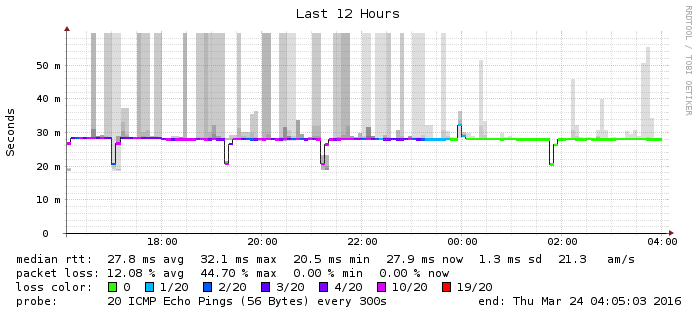 Last 12 Hours
RRDTOOL / TOBI OETIKER
Seconds
50 m
40 m
30 m
20 m
10 m
0
18:00 20:00 22:00 00:00 02:00 04:00
median rtt: 27.8 ms avg 32.1 ms max 20.5 ms min 27.9 ms now 1.3 ms sd 21.3 am/s
packet loss: 12.08 % avg 44.70 % max 0.00 % min 0.00 % now
loss color: 0 1/20 2/20 3/20 4/20 10/20 19/20
probe: 20 ICMP Echo Pings (56 Bytes) every 300s end: Thu Mar 24 04:05:03 2016